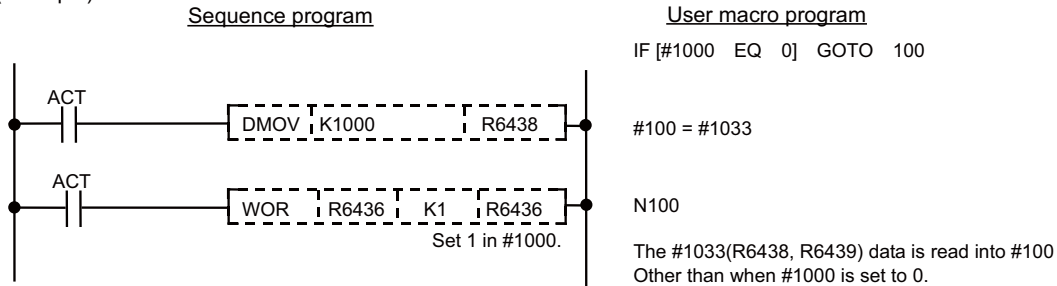 Sequence program
User macro program
IF [#1000 EQ 0] GOTO 100
ACT
DMOV K1000 R6438
#100 = #1033
ACT
WOR R6436 K1 R6436
N100
Set 1 in #1000.
The #1033(R6438, R6439) data is read into #100
Other than when #1000 is set to 0.